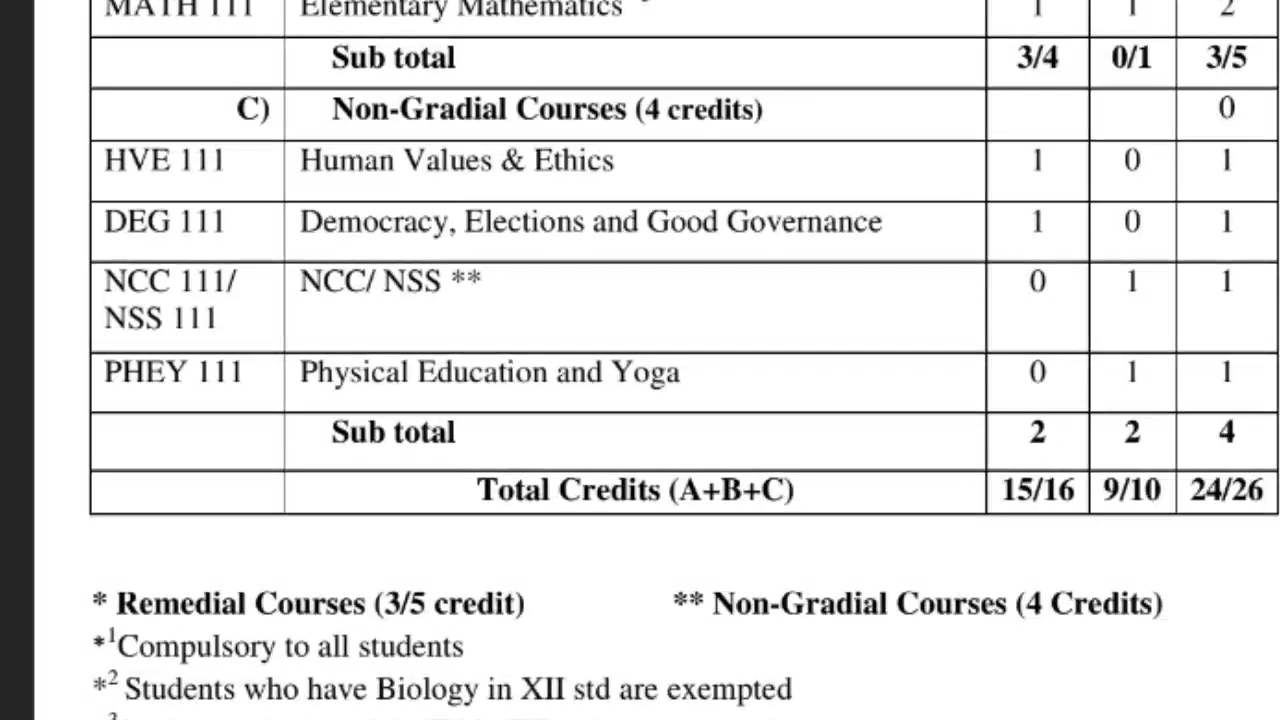 MATH 111 Elementary Mathematics 1 1 2
Sub total 3/4 0/1 3/5
C) Non-Gradial Courses (4 credits) 0
HVE 111 Human Values & Ethics 1 0 1
DEG 111 Democracy, Elections and Good Governance 1 0 1
NCC 111/ NCC/ NSS ** 0 1 1
NSS 111
PHEY 111 Physical Education and Yoga 0 1 1
Sub total 2 2 4
Total Credits (A+B+C) 15/16 9/10 24/26
* Remedial Courses (3/5 credit) ** Non-Gradial Courses (4 Credits)
*1Compulsory to all students
*2 Students who have Biology in XII std are exempted